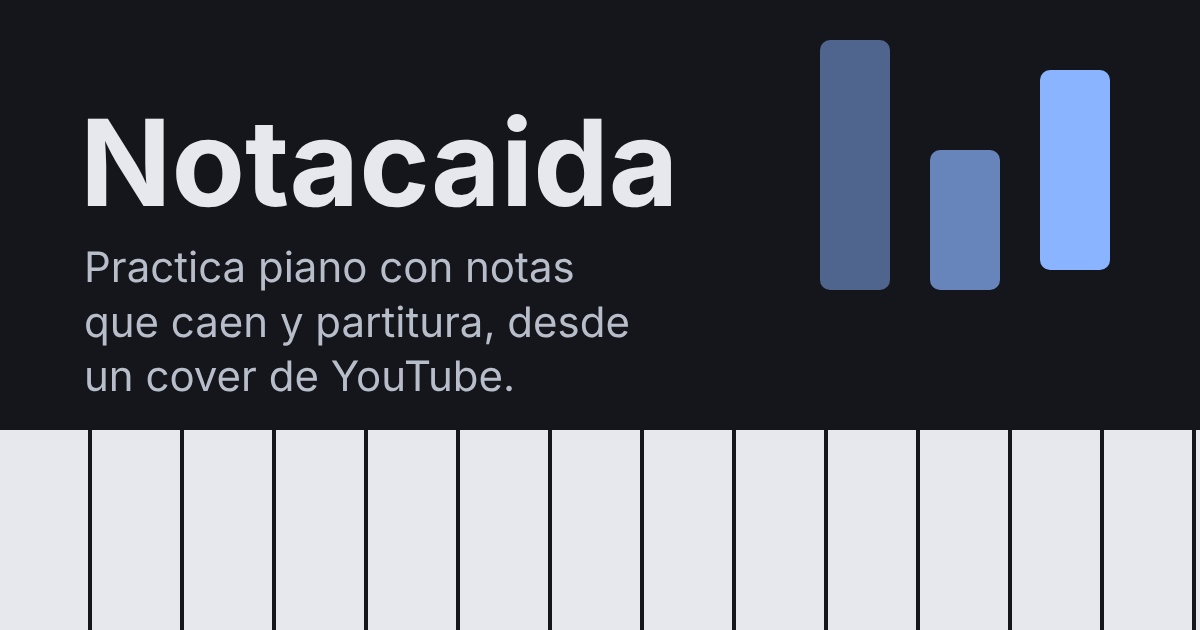 Notacaida
Practica piano con notas
que caen y partitura, desde
un cover de YouTube.